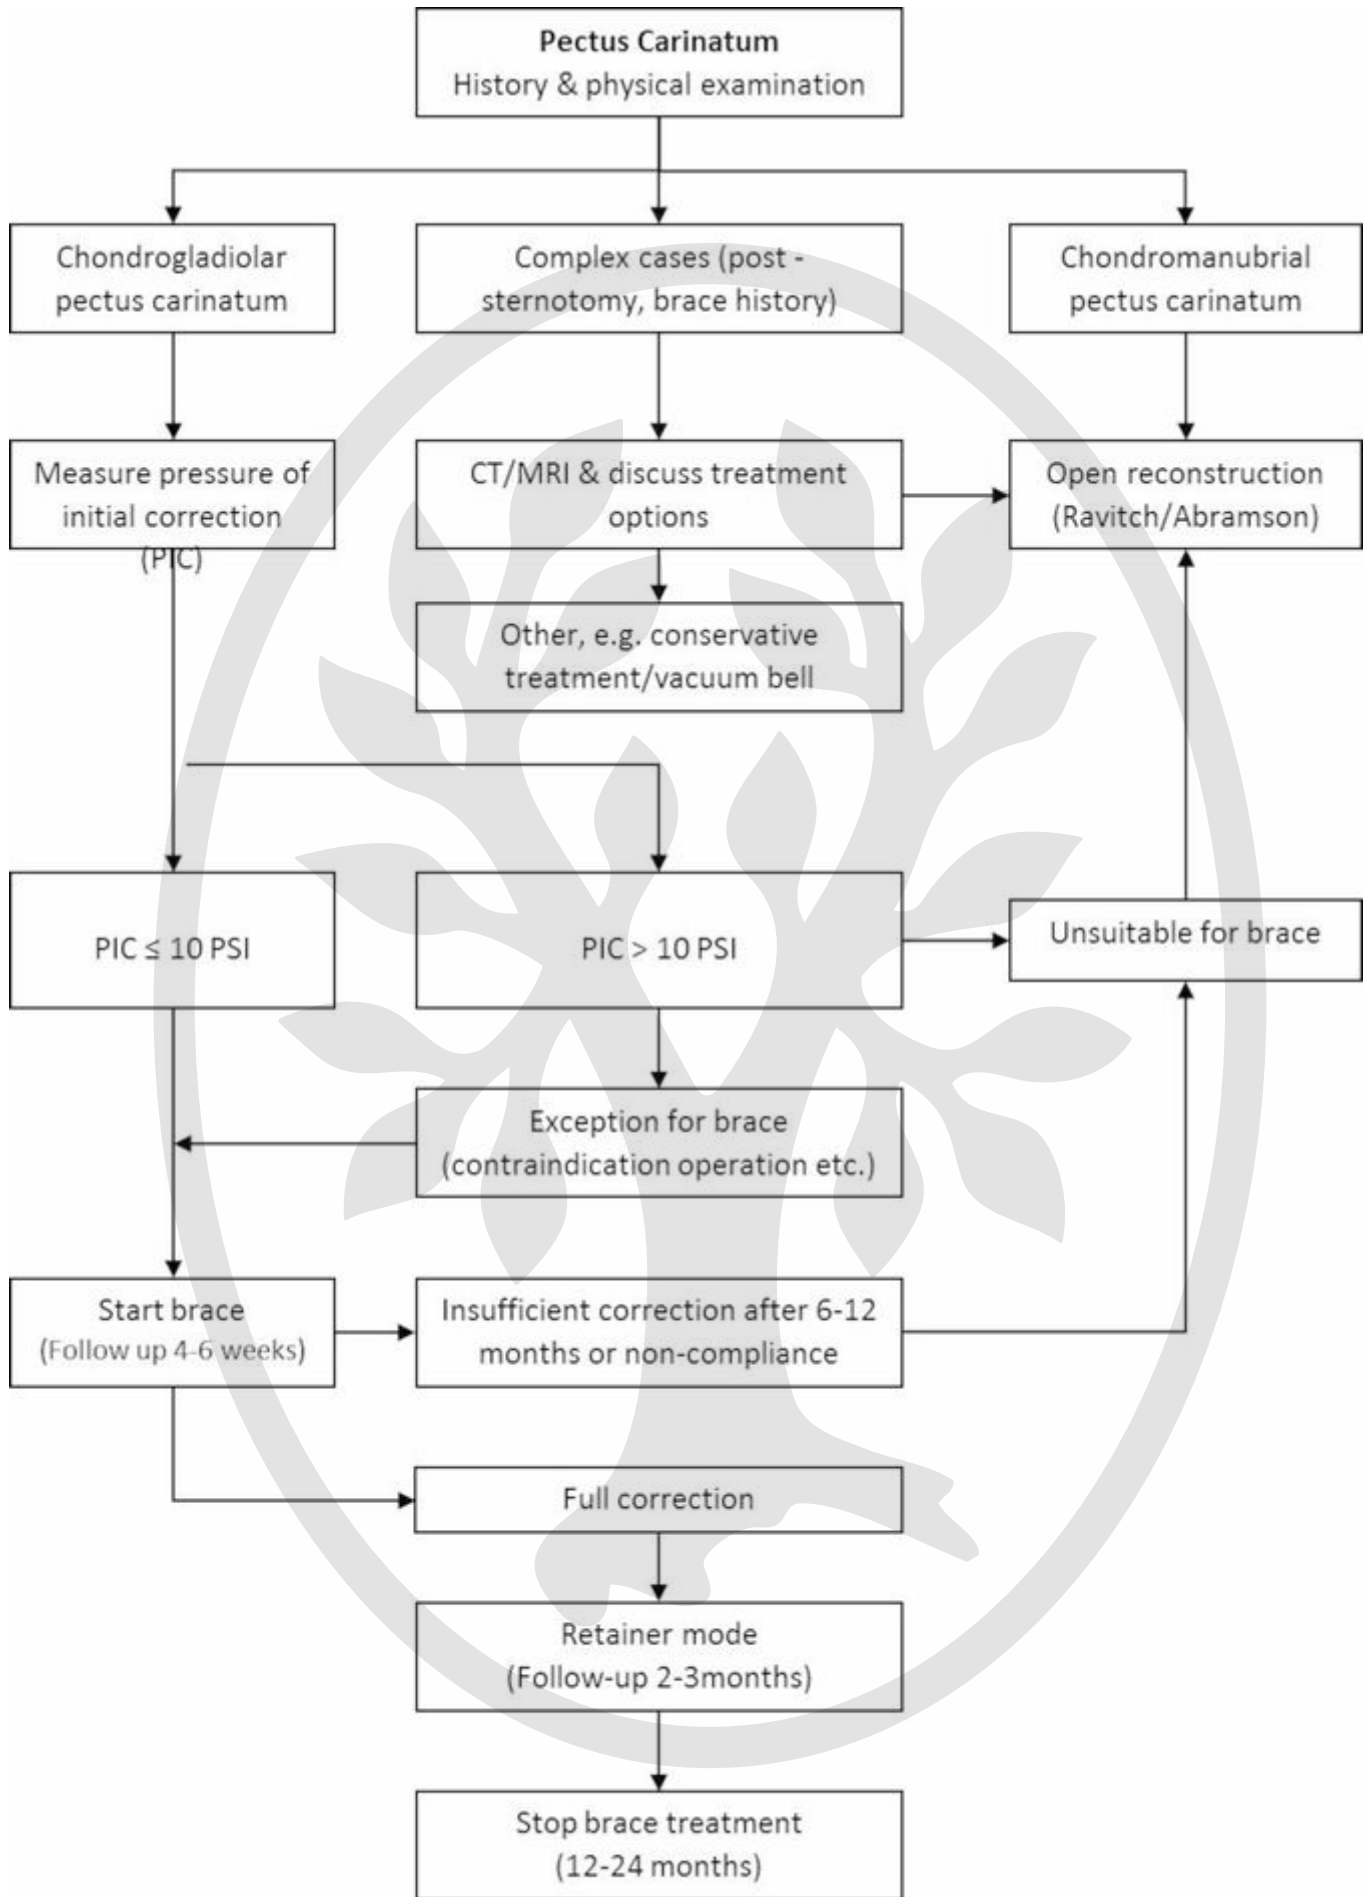 Pectus Carinatum
History & physical examination
Chondrogladiolar
pectus carinatum
Complex cases (post -
sternotomy, brace history)
Chondromanubrial
pectus carinatum
Measure pressure of
initial correction
(PIC)
CT/MRI & discuss treatment
options
Open reconstruction
(Ravitch/Abramson)
Other, e.g. conservative
treatment/vacuum bell
PIC ≤ 10 PSI
PIC > 10 PSI
Unsuitable for brace
Exception for brace
(contraindication operation etc.)
Start brace
(Follow up 4-6 weeks)
Insufficient correction after 6-12
months or non-compliance
Full correction
Retainer mode
(Follow-up 2-3months)
Stop brace treatment
(12-24 months)